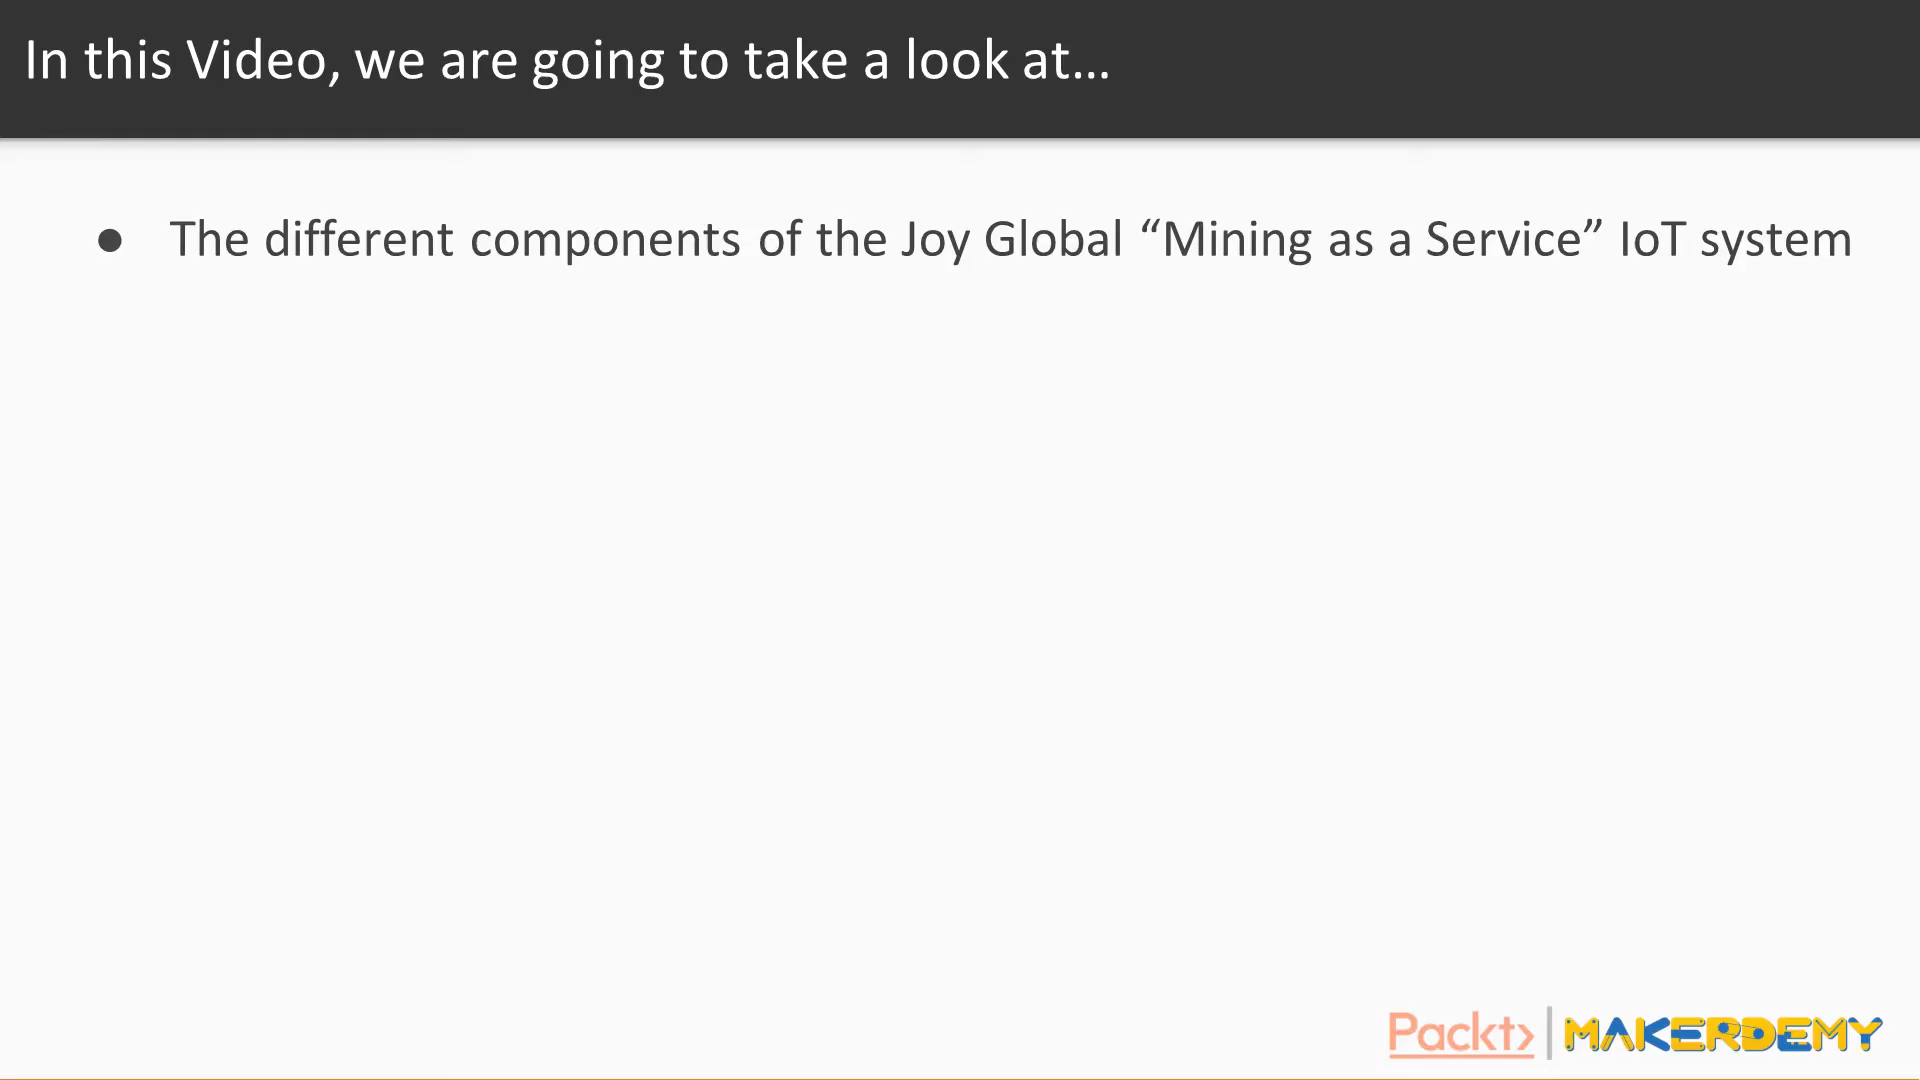 In this Video, we are going to take a look at...
● The different components of the Joy Global “Mining as a Service” IoT system
Packt> | MAKERDEMY